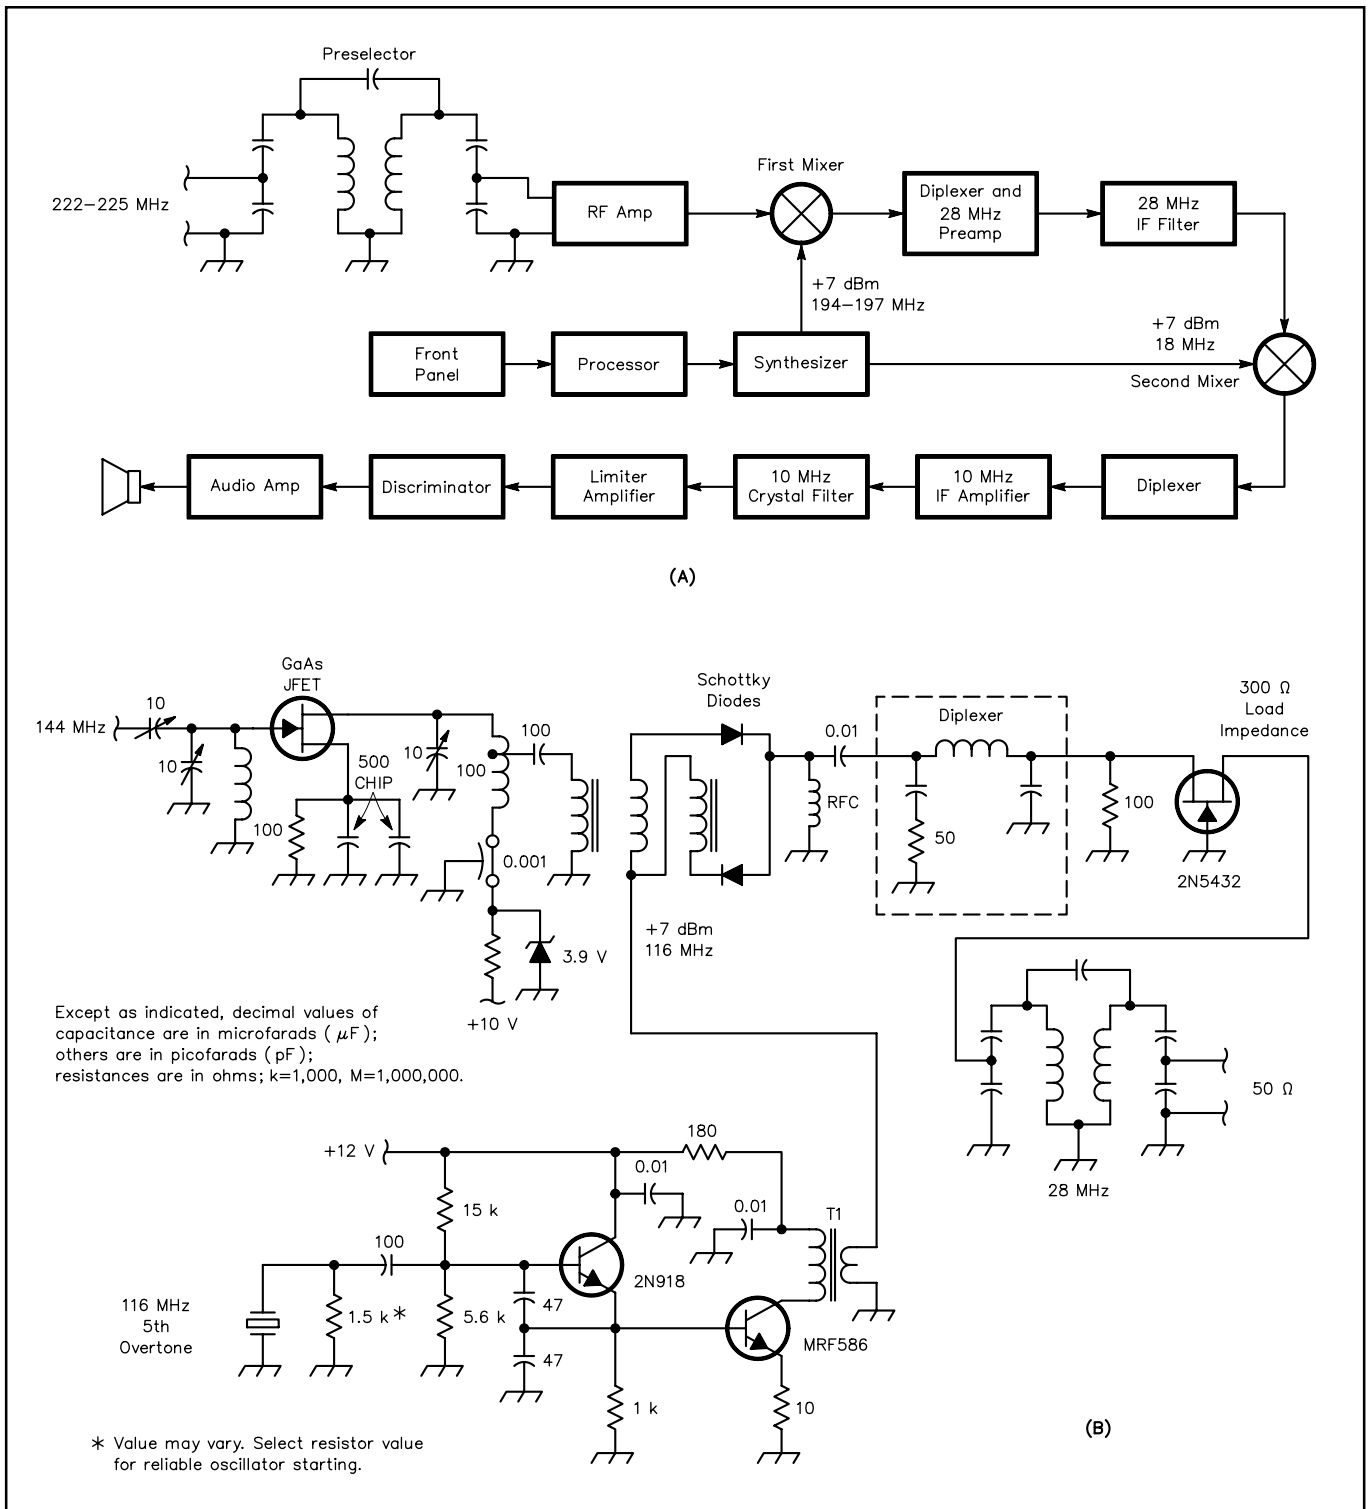 Preselector
222–225 MHz
RF Amp
First Mixer
Diplexer and
28 MHz
Preamp
28 MHz
IF Filter
+7 dBm
194–197 MHz
Front
Panel
Processor
Synthesizer
+7 dBm
18 MHz
Second Mixer
Audio Amp
Discriminator
Limiter
Amplifier
10 MHz
Crystal Filter
10 MHz
IF Amplifier
Diplexer
(A)
GaAs
JFET
144 MHz
10
10
100
500
CHIP
10
100
100
0.001
3.9 V
+10 V
Schottky
Diodes
0.01
RFC
Diplexer
50
100
300 Ω
Load
Impedance
2N5432
+7 dBm
116 MHz
50 Ω
28 MHz
Except as indicated, decimal values of
capacitance are in microfarads ( μF);
others are in picofarads ( pF);
resistances are in ohms; k=1,000, M=1,000,000.
+12 V
180
0.01
15 k
0.01
T1
100
2N918
116 MHz
5th
Overtone
1.5 k*
5.6 k
47
47
MRF586
1 k
10
(B)
* Value may vary. Select resistor value
for reliable oscillator starting.